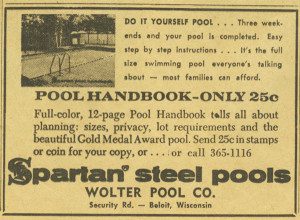 DO IT YOURSELF POOL . . . Three week-
ends and your pool is completed. Easy
step by step instructions . . . It's the full
size swimming pool everyone's talking
about — most families can afford.
POOL HANDBOOK-ONLY 25c
Full-color, 12-page Pool Handbook tells all about
planning: sizes, privacy, lot requirements and the
beautiful Gold Medal Award pool. Send 25c in stamps
or coin for your copy, or . . . . or call 365-1116
Spartan steel pools
WOLTER POOL CO.
Security Rd. — Beloit, Wisconsin